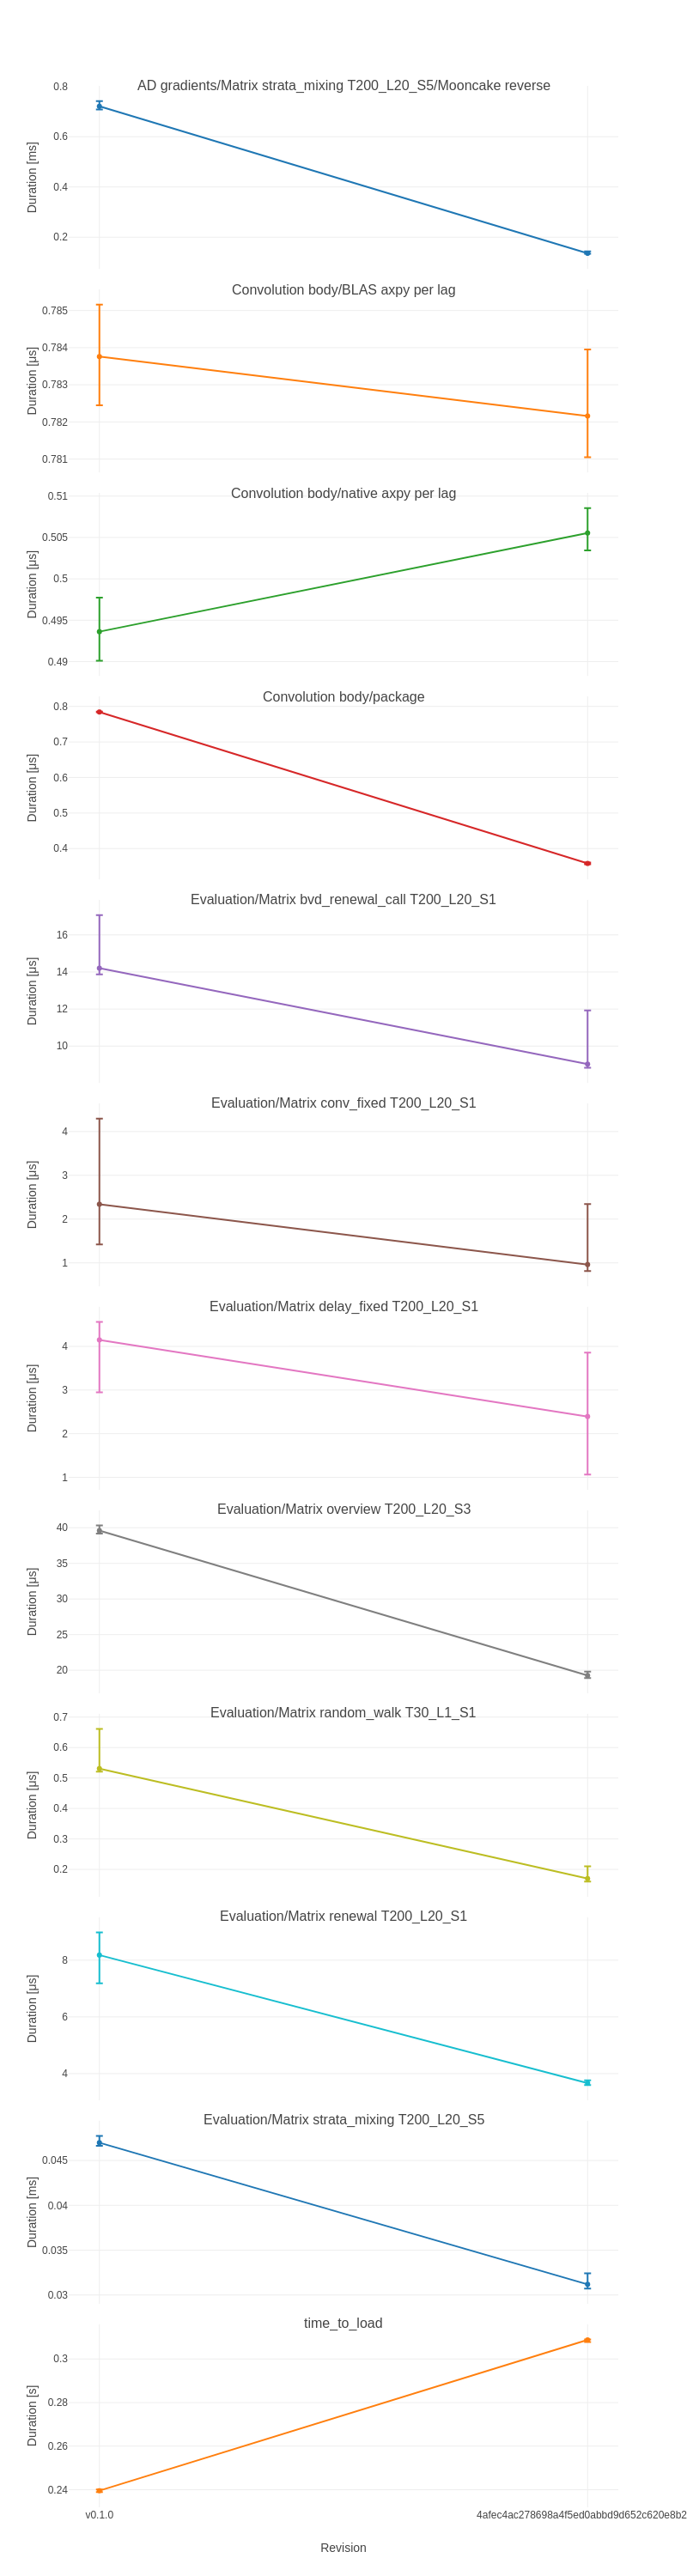 AD gradients/Matrix strata_mixing T200_L20_S5/Mooncake reverse
0.8
0.6
0.4
0.2
Duration [ms]
Convolution body/BLAS axpy per lag
0.785
0.784
0.783
0.782
0.781
Duration [μs]
Convolution body/native axpy per lag
0.51
0.505
0.5
0.495
0.49
Duration [μs]
Convolution body/package
0.8
0.7
0.6
0.5
0.4
Duration [μs]
Evaluation/Matrix bvd_renewal_call T200_L20_S1
16
14
12
10
Duration [μs]
Evaluation/Matrix conv_fixed T200_L20_S1
4
3
2
1
Duration [μs]
Evaluation/Matrix delay_fixed T200_L20_S1
4
3
2
1
Duration [μs]
Evaluation/Matrix overview T200_L20_S3
40
35
30
25
20
Duration [μs]
Evaluation/Matrix random_walk T30_L1_S1
0.7
0.6
0.5
0.4
0.3
0.2
Duration [μs]
Evaluation/Matrix renewal T200_L20_S1
8
6
4
Duration [μs]
Evaluation/Matrix strata_mixing T200_L20_S5
0.045
0.04
0.035
0.03
Duration [ms]
time_to_load
0.3
0.28
0.26
0.24
Duration [s]
v0.1.0
4afec4ac278698a4f5ed0abbd9d652c620e8b2
Revision